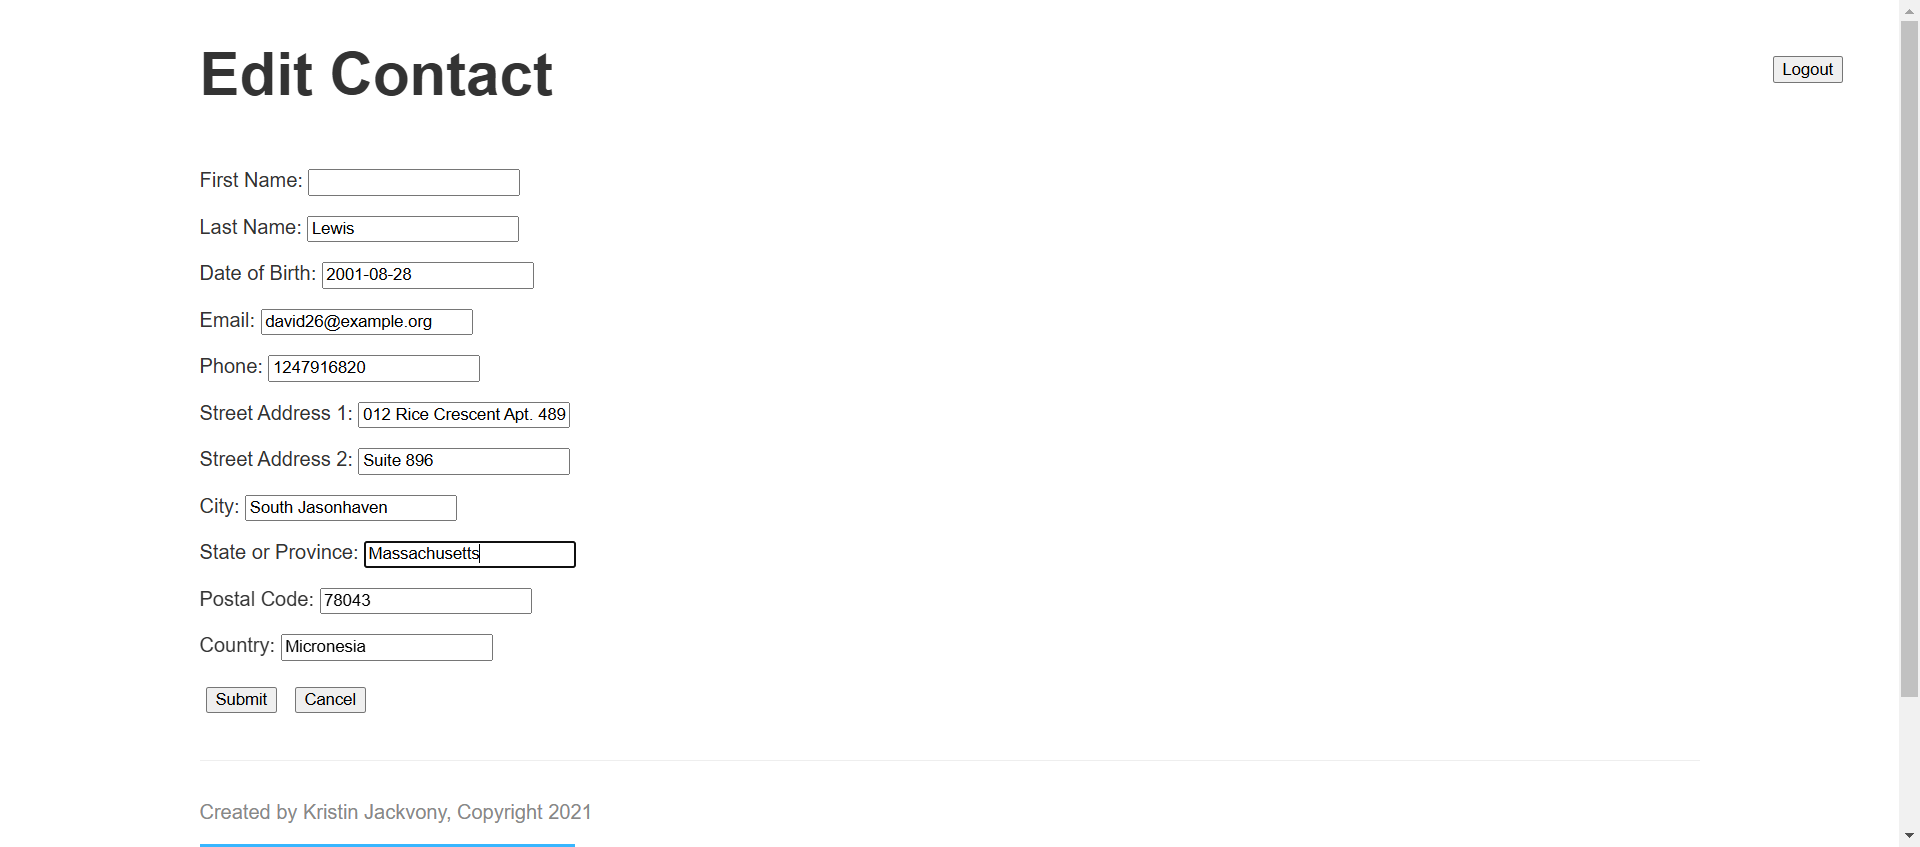 Edit Contact
Logout
First Name:
Last Name: Lewis
Date of Birth: 2001-08-28
Email: david26@example.org
Phone: 1247916820
Street Address 1: 012 Rice Crescent Apt. 489
Street Address 2: Suite 896
City: South Jasonhaven
State or Province: Massachusetts
Postal Code: 78043
Country: Micronesia
Submit Cancel
Created by Kristin Jackvony, Copyright 2021